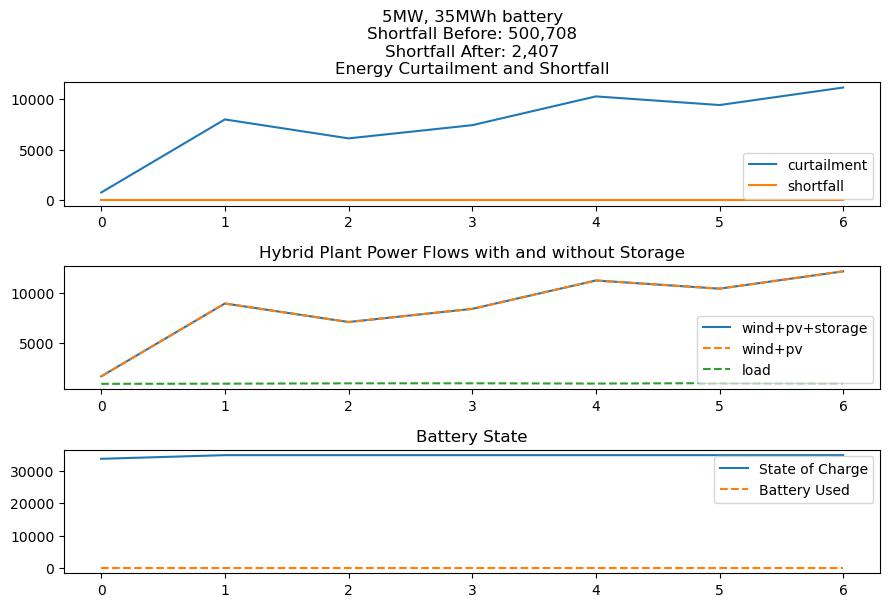 5MW, 35MWh battery
Shortfall Before: 500,708
Shortfall After: 2,407
Energy Curtailment and Shortfall
10000
5000
0
curtailment
shortfall
0 1 2 3 4 5 6
Hybrid Plant Power Flows with and without Storage
10000
5000
wind+pv+storage
wind+pv
load
0 1 2 3 4 5 6
Battery State
30000
20000
10000
0
State of Charge
Battery Used
0 1 2 3 4 5 6